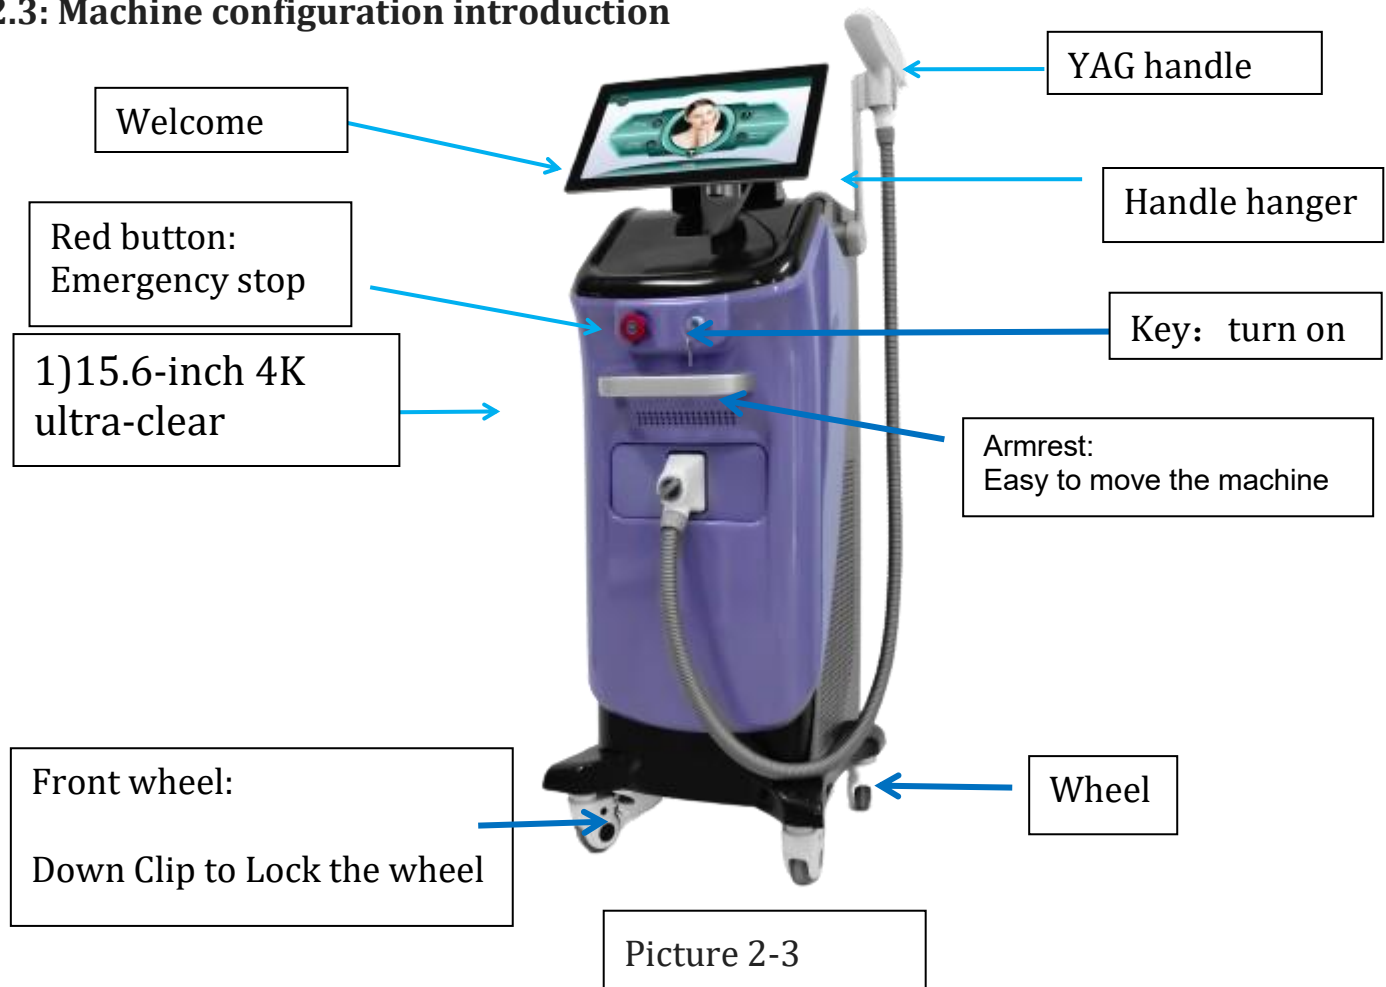 2.3: Machine configuration introduction
YAG handle
Welcome
Handle hanger
Red button:
Emergency stop
Key： turn on
1)15.6-inch 4K
ultra-clear
Armrest:
Easy to move the machine
Front wheel:
Down Clip to Lock the wheel
Wheel
Picture 2-3